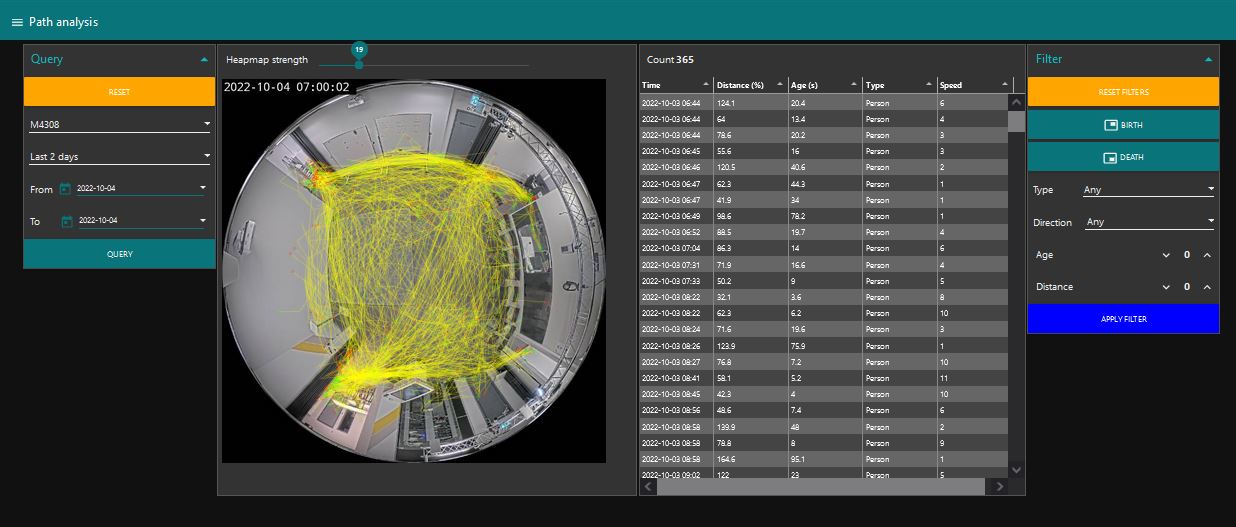 Path analysis
Query
RESET
M4308
Last 2 days
From 2022-10-04
To 2022-10-04
QUERY
Heapmap strength 19
2022-10-04 07:00:02
Count 365
Time Distance (%) Age (s) Type Speed
2022-10-03 06:44 124.1 20.4 Person 6
2022-10-03 06:44 64 13.4 Person 4
2022-10-03 06:44 78.6 20.2 Person 3
2022-10-03 06:45 55.6 16 Person 3
2022-10-03 06:46 120.5 40.6 Person 2
2022-10-03 06:47 62.3 44.3 Person 1
2022-10-03 06:47 41.9 34 Person 1
2022-10-03 06:49 98.6 78.2 Person 1
2022-10-03 06:52 88.5 19.7 Person 4
2022-10-03 07:04 86.3 14 Person 6
2022-10-03 07:31 71.9 16.6 Person 4
2022-10-03 07:33 50.2 9 Person 5
2022-10-03 08:22 32.1 3.6 Person 8
2022-10-03 08:22 62.3 6.2 Person 10
2022-10-03 08:24 71.6 19.6 Person 3
2022-10-03 08:26 123.9 75.9 Person 1
2022-10-03 08:27 76.8 7.2 Person 10
2022-10-03 08:41 58.1 5.2 Person 11
2022-10-03 08:45 42.3 4 Person 10
2022-10-03 08:56 48.6 7.4 Person 6
2022-10-03 08:58 139.9 48 Person 2
2022-10-03 08:58 78.8 8 Person 9
2022-10-03 08:58 164.6 95.1 Person 1
2022-10-03 09:02 122 23 Person 5
Filter
RESET FILTERS
BIRTH
DEATH
Type Any
Direction Any
Age 0
Distance 0
APPLY FILTER